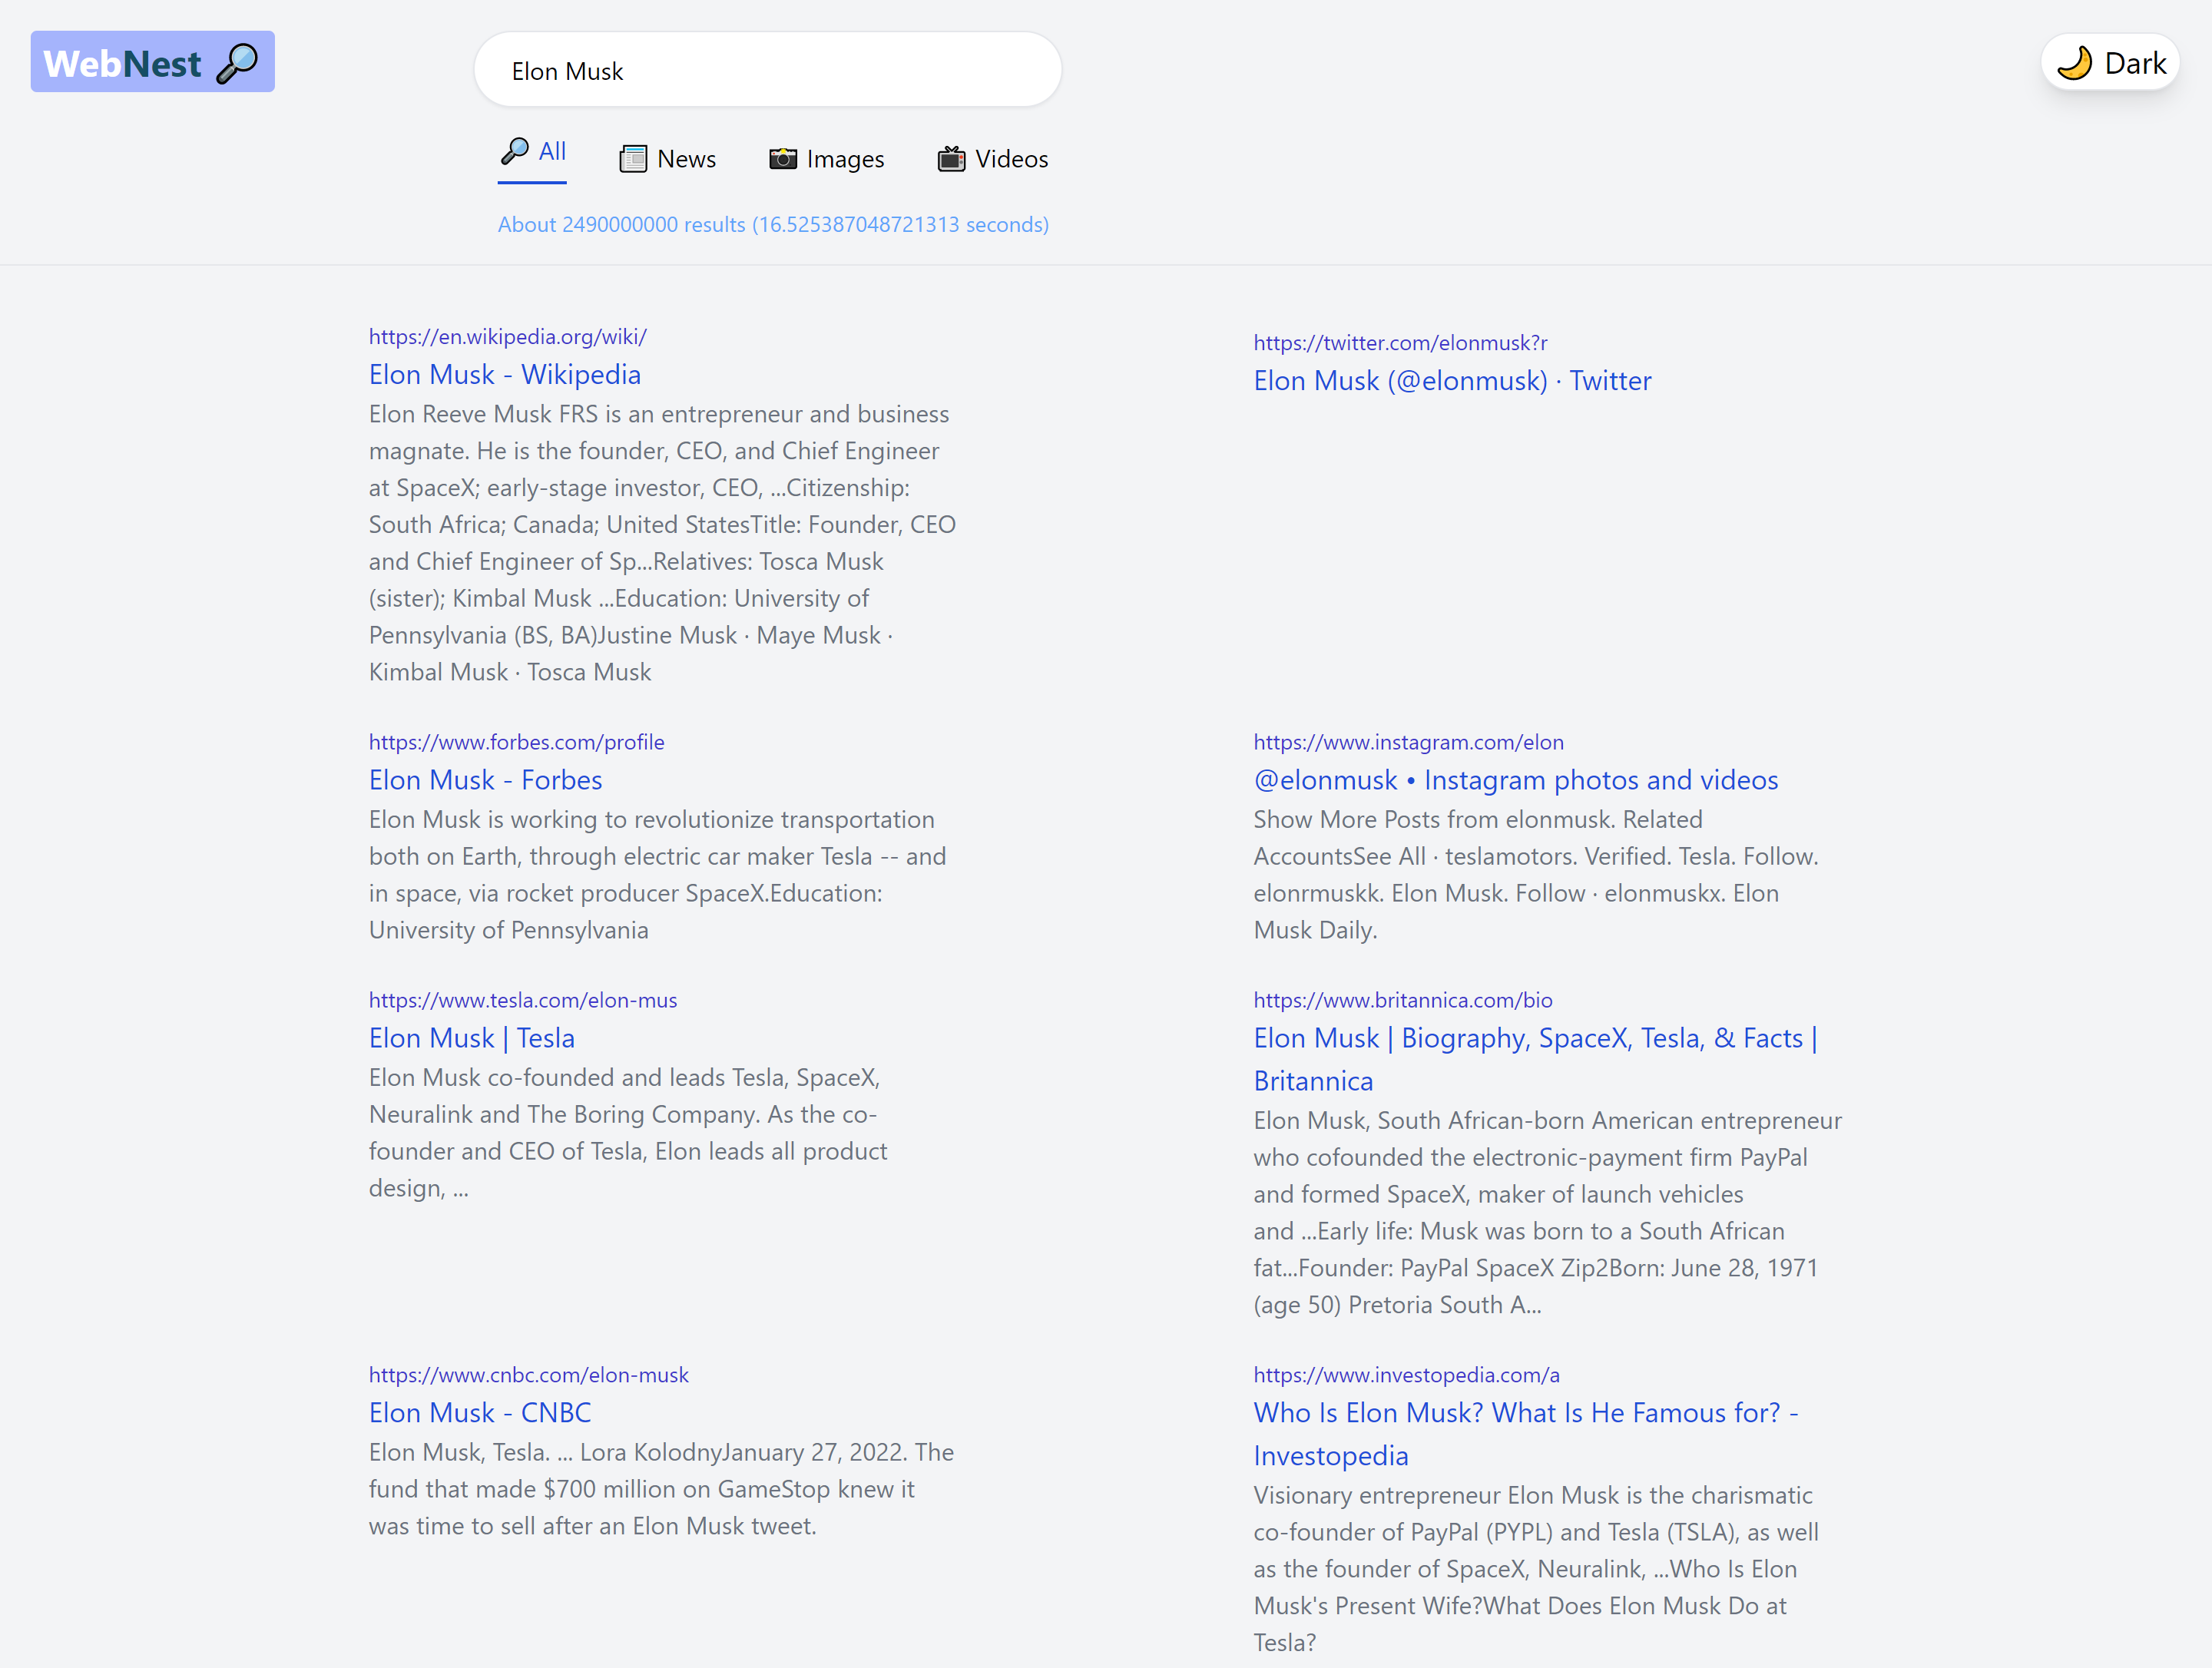 WebNest
Elon Musk
Dark
All
News
Images
Videos
About 2490000000 results (16.525387048721313 seconds)
https://en.wikipedia.org/wiki/
Elon Musk - Wikipedia
Elon Reeve Musk FRS is an entrepreneur and business
magnate. He is the founder, CEO, and Chief Engineer
at SpaceX; early-stage investor, CEO, ...Citizenship:
South Africa; Canada; United StatesTitle: Founder, CEO
and Chief Engineer of Sp...Relatives: Tosca Musk
(sister); Kimbal Musk ...Education: University of
Pennsylvania (BS, BA)Justine Musk · Maye Musk ·
Kimbal Musk · Tosca Musk
https://twitter.com/elonmusk?r
Elon Musk (@elonmusk) · Twitter
https://www.forbes.com/profile
Elon Musk - Forbes
Elon Musk is working to revolutionize transportation
both on Earth, through electric car maker Tesla -- and
in space, via rocket producer SpaceX.Education:
University of Pennsylvania
https://www.instagram.com/elon
@elonmusk • Instagram photos and videos
Show More Posts from elonmusk. Related
AccountsSee All · teslamotors. Verified. Tesla. Follow.
elonrmuskk. Elon Musk. Follow · elonmuskx. Elon
Musk Daily.
https://www.tesla.com/elon-mus
Elon Musk | Tesla
Elon Musk co-founded and leads Tesla, SpaceX,
Neuralink and The Boring Company. As the co-
founder and CEO of Tesla, Elon leads all product
design, ...
https://www.britannica.com/bio
Elon Musk | Biography, SpaceX, Tesla, & Facts |
Britannica
Elon Musk, South African-born American entrepreneur
who cofounded the electronic-payment firm PayPal
and formed SpaceX, maker of launch vehicles
and ...Early life: Musk was born to a South African
fat...Founder: PayPal SpaceX Zip2Born: June 28, 1971
(age 50) Pretoria South A...
https://www.cnbc.com/elon-musk
Elon Musk - CNBC
Elon Musk, Tesla. ... Lora KolodnyJanuary 27, 2022. The
fund that made $700 million on GameStop knew it
was time to sell after an Elon Musk tweet.
https://www.investopedia.com/a
Who Is Elon Musk? What Is He Famous for? -
Investopedia
Visionary entrepreneur Elon Musk is the charismatic
co-founder of PayPal (PYPL) and Tesla (TSLA), as well
as the founder of SpaceX, Neuralink, ...Who Is Elon
Musk's Present Wife?What Does Elon Musk Do at
Tesla?